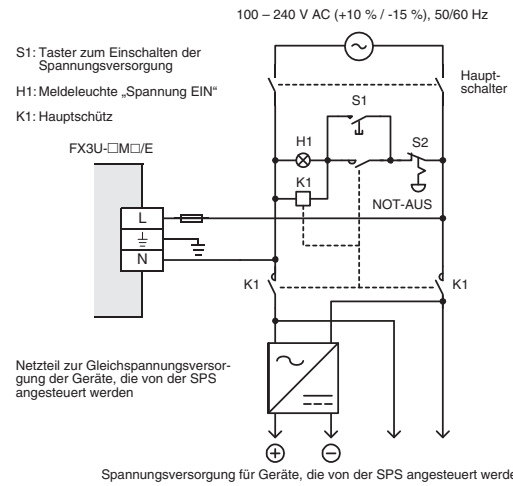 100 – 240 V AC (+10 % / -15 %), 50/60 Hz
S1: Taster zum Einschalten der
Spannungsversorgung
H1: Meldeleuchte „Spannung EIN“
K1: Hauptschütz
Haupt-
schalter
S1
H1
S2
K1
NOT-AUS
FX3U-□M□/E
L
N
K1
K1
Netzteil zur Gleichspannungsversor-
gung der Geräte, die von der SPS
angesteuert werden
Spannungsversorgung für Geräte, die von der SPS angesteuert werde